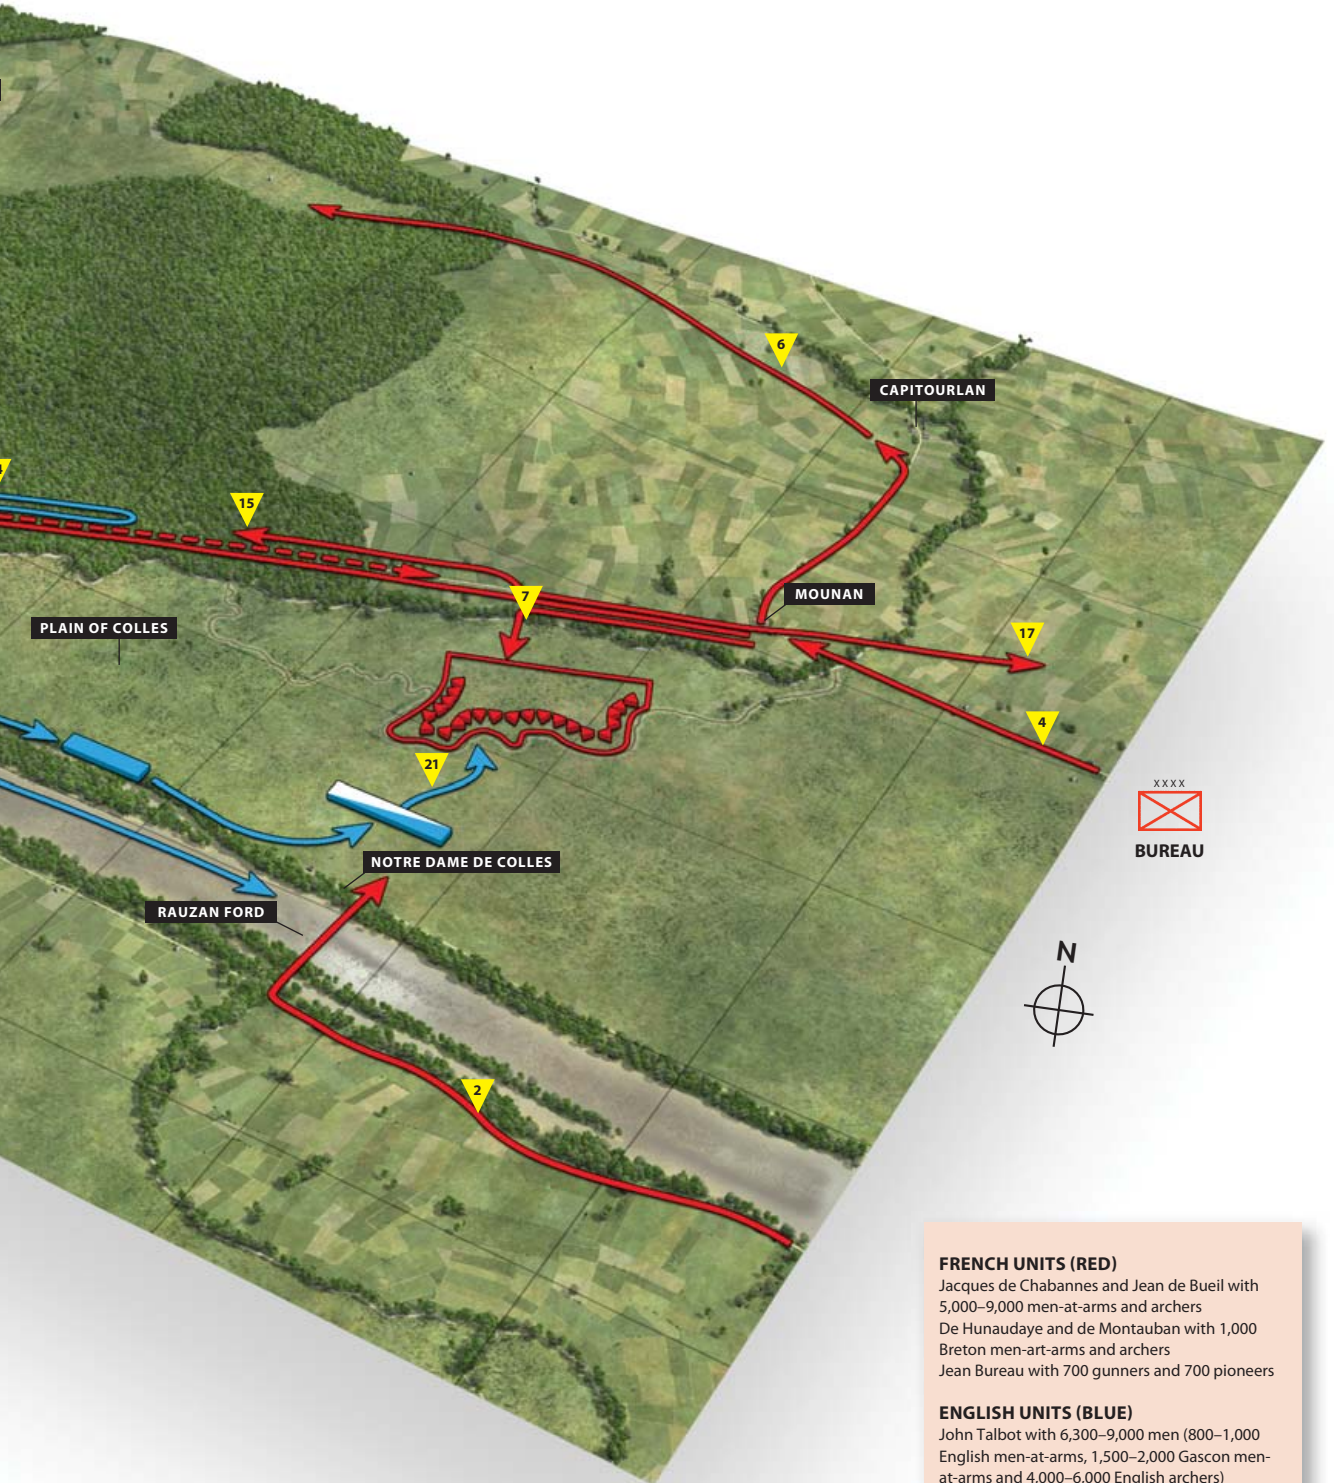 6
CAPITOURLAN
15
7
MOUNAN
PLAIN OF COLLES
17
4
21
xxxx
BUREAU
NOTRE DAME DE COLLES
RAUZAN FORD
N
2
FRENCH UNITS (RED)
Jacques de Chabannes and Jean de Bueil with
5,000–9,000 men-at-arms and archers
De Hunaudaye and de Montauban with 1,000
Breton men-art-arms and archers
Jean Bureau with 700 gunners and 700 pioneers
ENGLISH UNITS (BLUE)
John Talbot with 6,300–9,000 men (800–1,000
English men-at-arms, 1,500–2,000 Gascon men-
at-arms and 4,000–6,000 English archers)